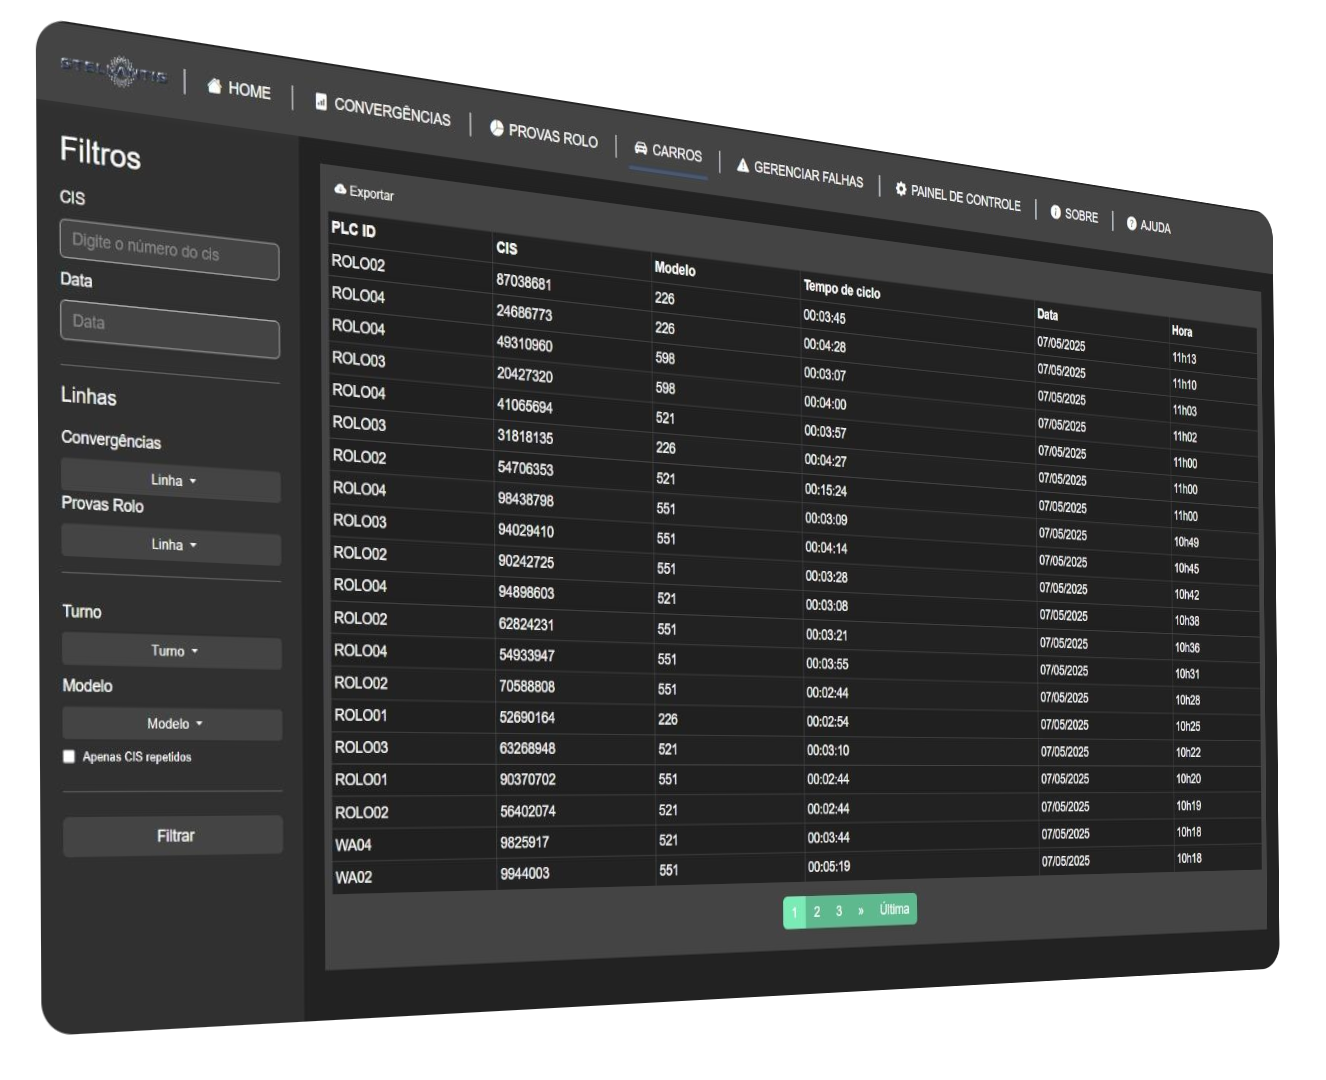 STELLANTIS
HOME
CONVERGÊNCIAS
PROVAS ROLO
CARROS
GERENCIAR FALHAS
PAINEL DE CONTROLE
SOBRE
AJUDA
Filtros
CIS
Digite o número do cis
Data
Data
Linhas
Convergências
Linha
Provas Rolo
Linha
Turno
Turno
Modelo
Modelo
Apenas CIS repetidos
Filtrar
Exportar
PLC ID CIS Modelo Tempo de ciclo Data Hora
ROLO02 87038681 226 00:03:45 07/05/2025 11h13
ROLO04 24686773 226 00:04:28 07/05/2025 11h10
ROLO04 49310960 598 00:03:07 07/05/2025 11h03
ROLO03 20427320 598 00:04:00 07/05/2025 11h02
ROLO04 41065694 521 00:03:57 07/05/2025 11h00
ROLO03 31818135 226 00:04:27 07/05/2025 11h00
ROLO02 54706353 521 00:15:24 07/05/2025 11h00
ROLO04 98438798 551 00:03:09 07/05/2025 10h49
ROLO03 94029410 551 00:04:14 07/05/2025 10h45
ROLO02 90242725 551 00:03:28 07/05/2025 10h42
ROLO04 94898603 521 00:03:08 07/05/2025 10h38
ROLO02 62824231 551 00:03:21 07/05/2025 10h36
ROLO04 54933947 551 00:03:55 07/05/2025 10h31
ROLO02 70588808 551 00:02:44 07/05/2025 10h28
ROLO01 52690164 226 00:02:54 07/05/2025 10h25
ROLO03 63268948 521 00:03:10 07/05/2025 10h22
ROLO01 90370702 551 00:02:44 07/05/2025 10h20
ROLO02 56402074 521 00:02:44 07/05/2025 10h19
WA04 9825917 521 00:03:44 07/05/2025 10h18
WA02 9944003 551 00:05:19 07/05/2025 10h18
1 2 3 » Última